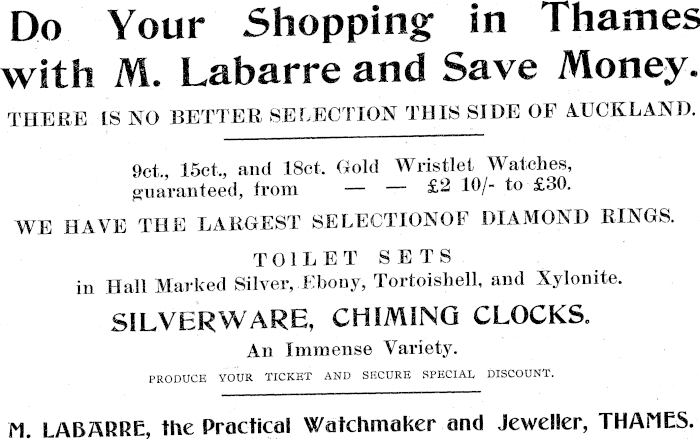 Do Your Shopping in Thames
with M. Labarre and Save Money.
THERE IS NO BETTER SELECTION THIS SIDE OF AUCKLAND.
9ct., 15ct., and 18ct. Gold Wristlet Watches,
guaranteed, from — — £2 10/- to £30.
WE HAVE THE LARGEST SELECTIONOF DIAMOND RINGS.
TOILET SETS
in Hall Marked Silver, Ebony, Tortoishell, and Xylonite.
SILVERWARE, CHIMING CLOCKS.
An Immense Variety.
PRODUCE YOUR TICKET AND SECURE SPECIAL DISCOUNT.
M. LABARRE, the Practical Watchmaker and Jeweller, THAMES.